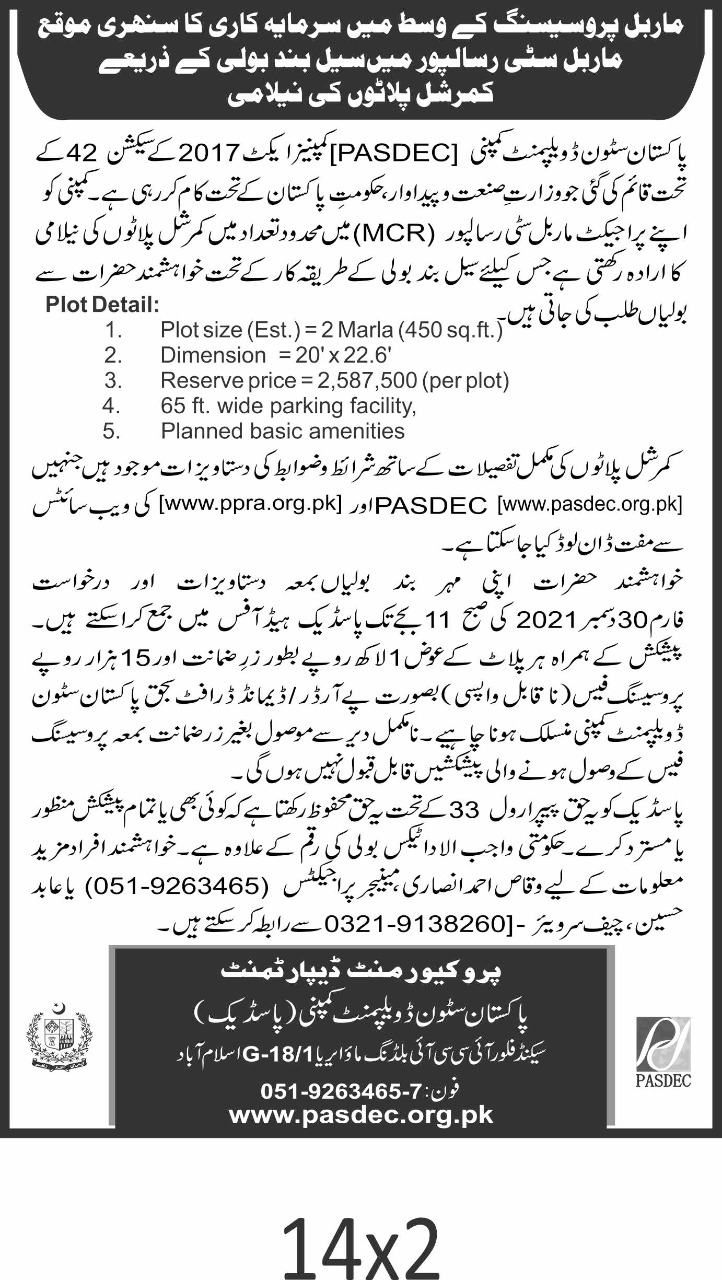 ماربل پروسیسنگ کے وسط میں سرمایہ کاری کا سنھری موقع
ماربل سٹی رسالپور میں سیل بند بولی کے ذریعے
کمرشل پلاٹوں کی نیلامی
پاکستان سٹون ڈویلپمنٹ کمپنی [PASDEC] کمپنیز ایکٹ 2017 کے سیکشن 42 کے
تحت قائم کی گئی جو وزارتِ صنعت و پیداوار، حکومتِ پاکستان کے تحت کام کر رہی ہے۔ کمپنی کو
اپنے پراجیکٹ ماربل سٹی رسالپور (MCR) میں محدود تعداد میں کمرشل پلاٹوں کی نیلامی
کا ارادہ رکھتی ہے جس کیلئے سیل بند بولی کے طریقہ کار کے تحت خواہشمند حضرات سے
بولیاں طلب کی جاتی ہیں۔
Plot Detail:
1. Plot size (Est.) = 2 Marla (450 sq.ft.)
2. Dimension = 20' x 22.6'
3. Reserve price = 2,587,500 (per plot)
4. 65 ft. wide parking facility,
5. Planned basic amenities
کمرشل پلاٹوں کی مکمل تفصیلات کے ساتھ شرائط و ضوابط کی دستاویزات موجود ہیں جنہیں
[www.pasdec.org.pk] PASDEC اور [www.ppra.org.pk] کی ویب سائٹس
سے مفت ڈان لوڈ کیا جا سکتا ہے۔
خواہشمند حضرات اپنی مہر بند بولیاں بمعہ دستاویزات اور درخواست
فارم 30 دسمبر 2021 کی صبح 11 بجے تک پاسڈیک ہیڈ آفس میں جمع کرا سکتے ہیں۔
پیشکش کے ہمراہ ہر پلاٹ کے عوض 1 لاکھ روپے بطور زرِ ضمانت اور 15 ہزار روپے
پروسیسنگ فیس (نا قابل واپسی) بصورت پے آرڈر / ڈیمانڈ ڈرافٹ بحق پاکستان سٹون
ڈویلپمنٹ کمپنی منسلک ہونا چاہیے۔ نا مکمل دیر سے موصول بغیر زر ضمانت بمعہ پروسیسنگ
فیس کے وصول ہونے والی پیشکشیں قابل قبول نہیں ہوں گی۔
پاسڈیک کو یہ حق پیپرا رول 33 کے تحت یہ حق محفوظ رکھتا ہے کہ کوئی بھی یا تمام پیشکش منظور
یا مسترد کرے۔ حکومتی واجب الادا ٹیکس بولی کی رقم کے علاوہ ہے۔ خواہشمند افراد مزید
معلومات کے لیے وقاص احمد انصاری، مینیجر پراجیکٹس (051-9263465) یا عابد
حسین، چیف سرویئر -[0321-9138260 سے رابطہ کر سکتے ہیں۔
پروکیورمنٹ ڈیپارٹمنٹ
پاکستان سٹون ڈویلپمنٹ کمپنی (پاسڈیک)
سیکنڈ فلور آئی سی سی آئی بلڈنگ ماؤ ایریا G-18/1 اسلام آباد
فون: 051-9263465-7
www.pasdec.org.pk
PASDEC
14x2